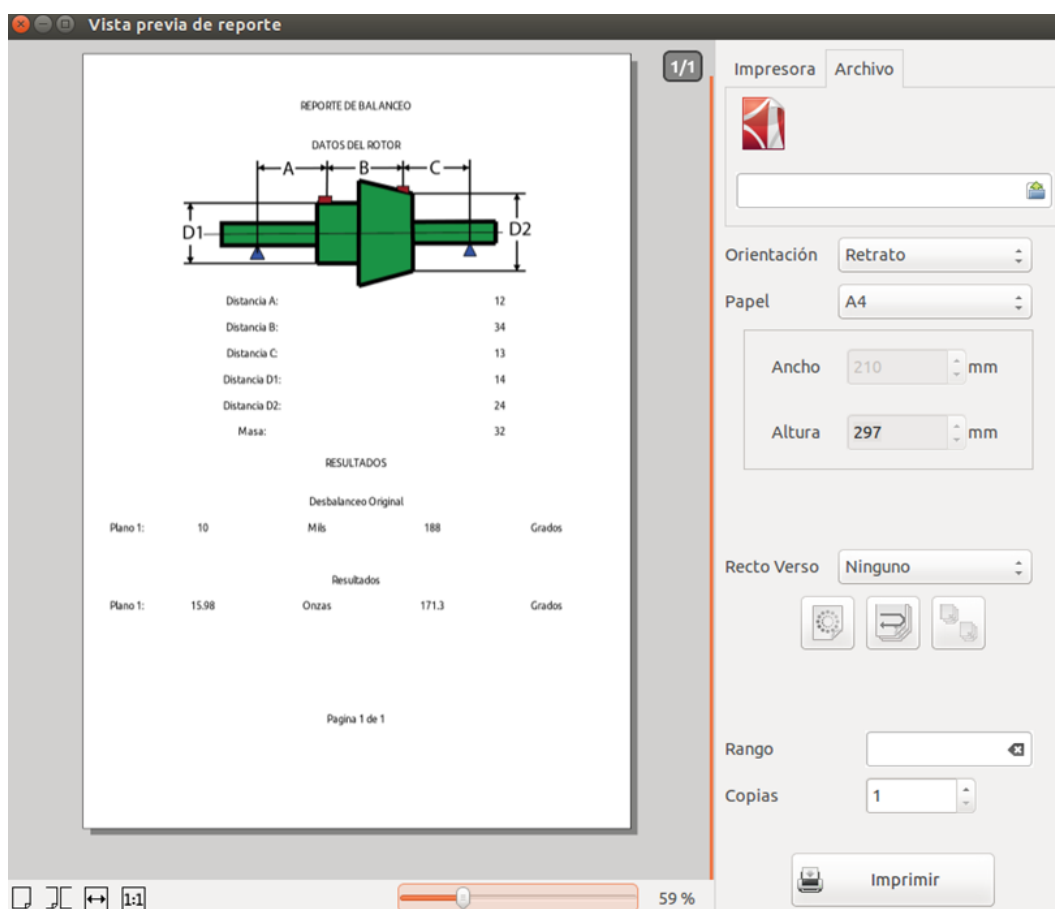 Vista previa de reporte
1/1
REPORTE DE BALANCEO
DATOS DEL ROTOR
A B C
D1 D2
Distancia A: 12
Distancia B: 34
Distancia C: 13
Distancia D1: 14
Distancia D2: 24
Masa: 32
RESULTADOS
Desbalanceo Original
Plano 1: 10 Mils 188 Grados
Resultados
Plano 1: 15.98 Onzas 171.3 Grados
Pagina 1 de 1
1:1
59 %
Impresora Archivo
Orientación Retrato
Papel A4
Ancho 210 mm
Altura 297 mm
Recto Verso Ninguno
Rango
Copias 1
Imprimir